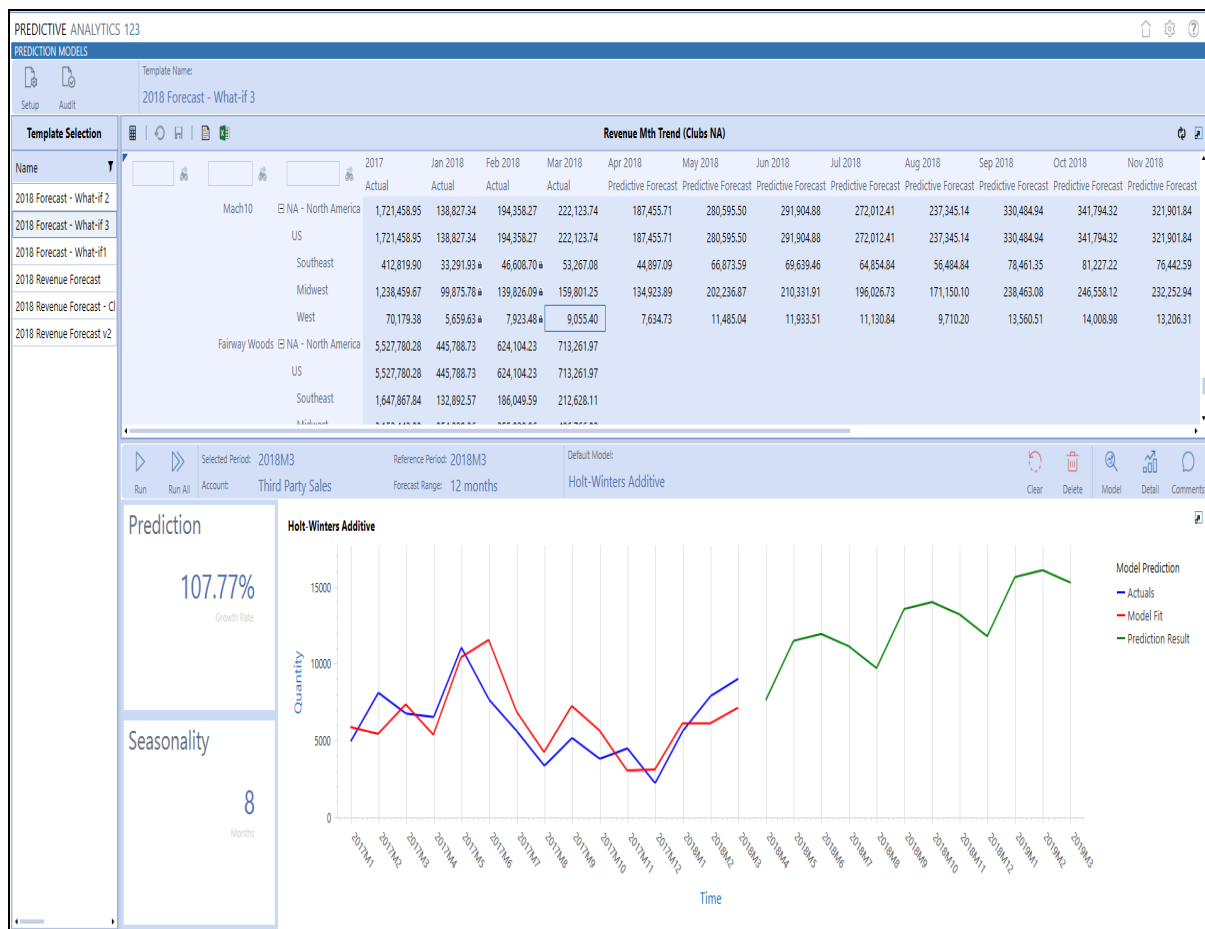 PREDICTIVE ANALYTICS 123
PREDICTION MODELS
Setup Audit
Template Name:
2018 Forecast - What-if 3
Template Selection
Name
2018 Forecast - What-if 2
2018 Forecast - What-if 3
2018 Forecast - What-if1
2018 Revenue Forecast
2018 Revenue Forecast - Cl
2018 Revenue Forecast v2
Revenue Mth Trend (Clubs NA)
2017 Jan 2018 Feb 2018 Mar 2018 Apr 2018 May 2018 Jun 2018 Jul 2018 Aug 2018 Sep 2018 Oct 2018 Nov 2018
Actual Actual Actual Actual Predictive Forecast Predictive Forecast Predictive Forecast Predictive Forecast Predictive Forecast Predictive Forecast Predictive Forecast Predictive Forecast
Mach10 NA - North America 1,721,458.95 138,827.34 194,358.27 222,123.74 187,455.71 280,595.50 291,904.88 272,012.41 237,345.14 330,484.94 341,794.32 321,901.84
US 1,721,458.95 138,827.34 194,358.27 222,123.74 187,455.71 280,595.50 291,904.88 272,012.41 237,345.14 330,484.94 341,794.32 321,901.84
Southeast 412,819.90 33,291.93 46,608.70 53,267.08 44,897.09 66,873.59 69,639.46 64,854.84 56,484.84 78,461.35 81,227.22 76,442.59
Midwest 1,238,459.67 99,875.78 139,826.09 159,801.25 134,923.89 202,236.87 210,331.91 196,026.73 171,150.10 238,463.08 246,558.12 232,252.94
West 70,179.38 5,659.63 7,923.48 9,055.40 7,634.73 11,485.04 11,933.51 11,130.84 9,710.20 13,560.51 14,008.98 13,206.31
Fairway Woods NA - North America 5,527,780.28 445,788.73 624,104.23 713,261.97
US 5,527,780.28 445,788.73 624,104.23 713,261.97
Southeast 1,647,867.84 132,892.57 186,049.59 212,628.11
Midwest
Run Run All
Selected Period: 2018M3 Reference Period: 2018M3
Account: Third Party Sales Forecast Range: 12 months
Default Model:
Holt-Winters Additive
Clear Delete Model Detail Comments
Prediction
107.77%
Growth Rate
Seasonality
8
Months
Holt-Winters Additive
15000
10000
5000
0
Quantity
2017M1 2017M2 2017M3 2017M4 2017M5 2017M6 2017M7 2017M8 2017M9 2017M10 2017M11 2017M12 2018M1 2018M2 2018M3 2018M4 2018M5 2018M6 2018M7 2018M8 2018M9 2018M10 2018M11 2018M12 2019M1 2019M2 2019M3
Time
Model Prediction
Actuals
Model Fit
Prediction Result